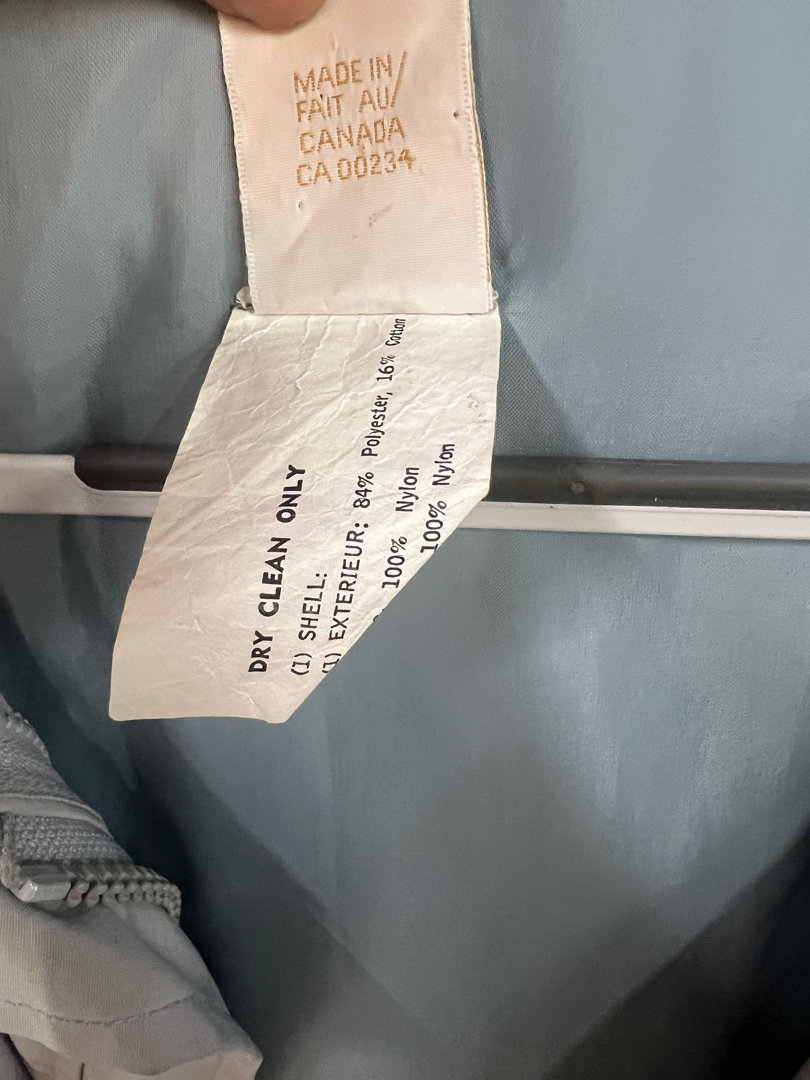 MADE IN/
FAIT AU/
CANADA
CA 00234
DRY CLEAN ONLY
(1) SHELL:
(1) EXTERIEUR: 84% Polyester, 16% Cotton
100% Nylon
100% Nylon